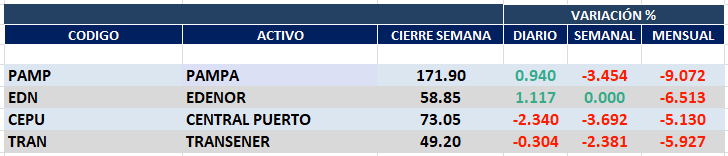 VARIACIÓN %
CODIGO ACTIVO CIERRE SEMANA DIARIO SEMANAL MENSUAL
PAMP PAMPA 171.90 0.940 -3.454 -9.072
EDN EDENOR 58.85 1.117 0.000 -6.513
CEPU CENTRAL PUERTO 73.05 -2.340 -3.692 -5.130
TRAN TRANSENER 49.20 -0.304 -2.381 -5.927